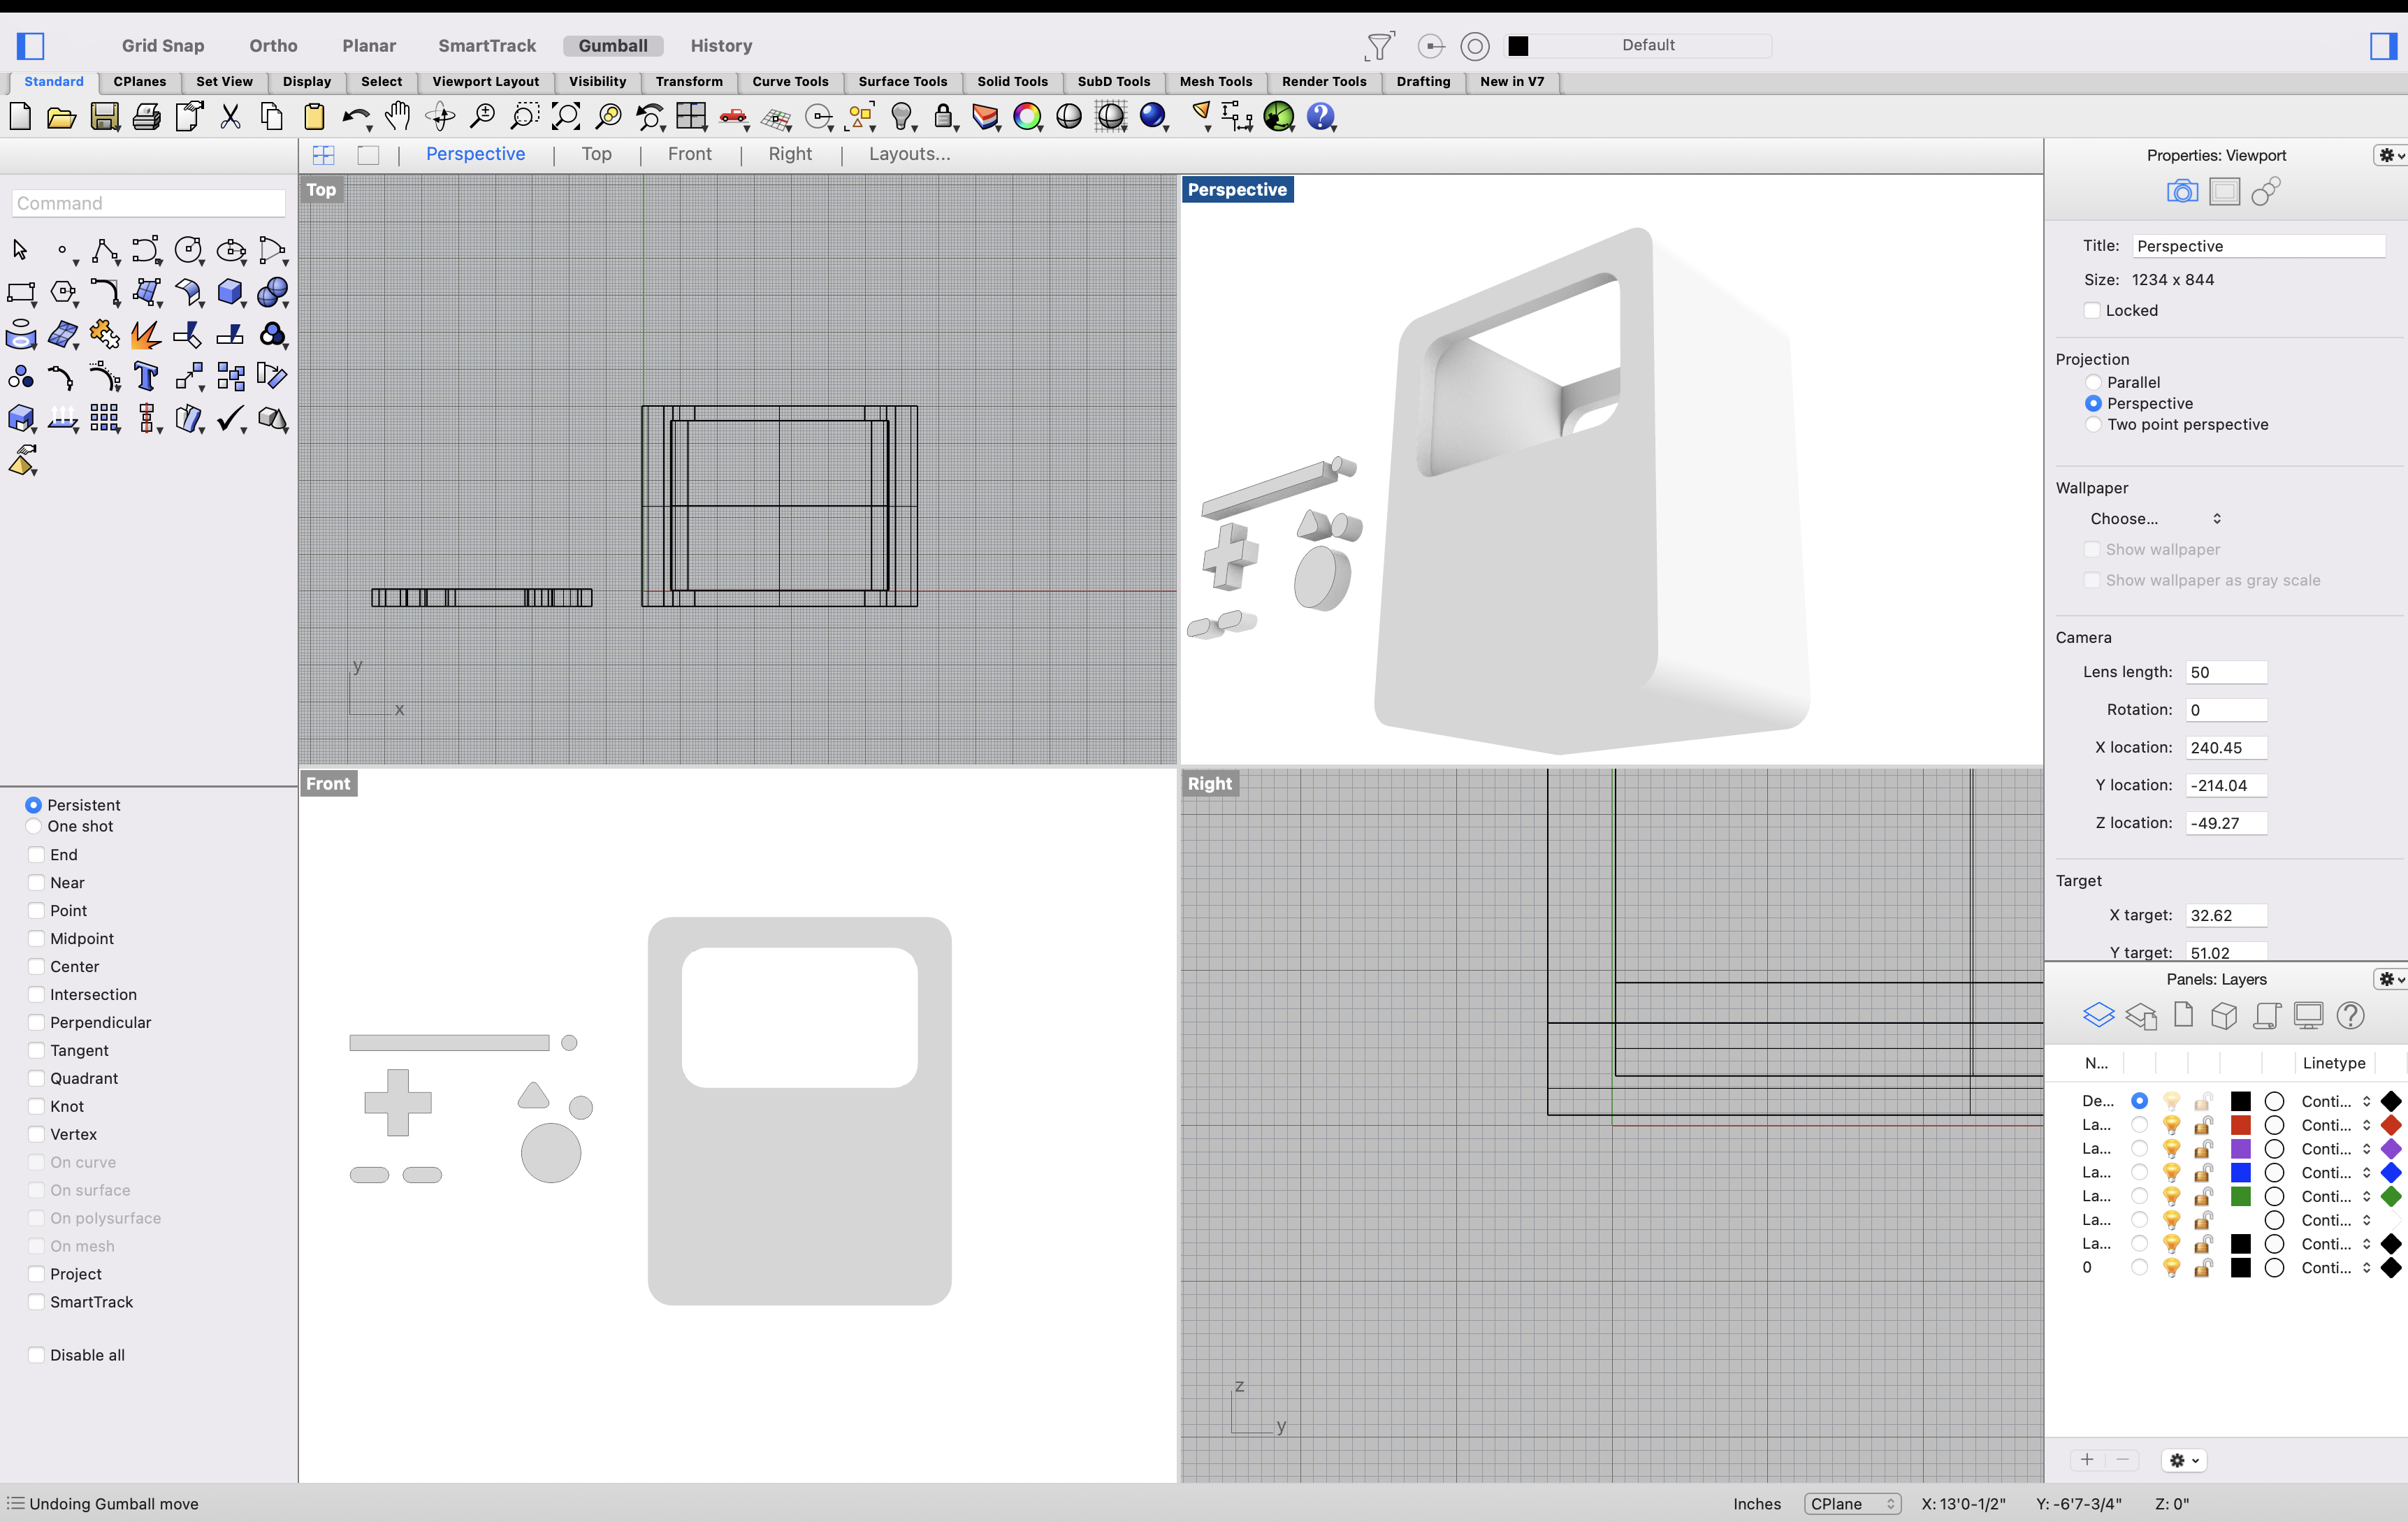 Grid Snap Ortho Planar SmartTrack Gumball History Default
Standard CPlanes Set View Display Select Viewport Layout Visibility Transform Curve Tools Surface Tools Solid Tools SubD Tools Mesh Tools Render Tools Drafting New in V7
Perspective | Top | Front | Right | Layouts...
Command
Top
y
x
Perspective
Front
Right
z
y
Persistent
One shot
End
Near
Point
Midpoint
Center
Intersection
Perpendicular
Tangent
Quadrant
Knot
Vertex
On curve
On surface
On polysurface
On mesh
Project
SmartTrack
Disable all
Properties: Viewport
Title: Perspective
Size: 1234 x 844
Locked
Projection
Parallel
Perspective
Two point perspective
Wallpaper
Choose...
Show wallpaper
Show wallpaper as gray scale
Camera
Lens length: 50
Rotation: 0
X location: 240.45
Y location: -214.04
Z location: -49.27
Target
X target: 32.62
Y target: 51.02
Panels: Layers
N... Linetype
De... Conti...
La... Conti...
La... Conti...
La... Conti...
La... Conti...
La... Conti...
La... Conti...
0 Conti...
Undoing Gumball move Inches CPlane X: 13'0-1/2" Y: -6'7-3/4" Z: 0"